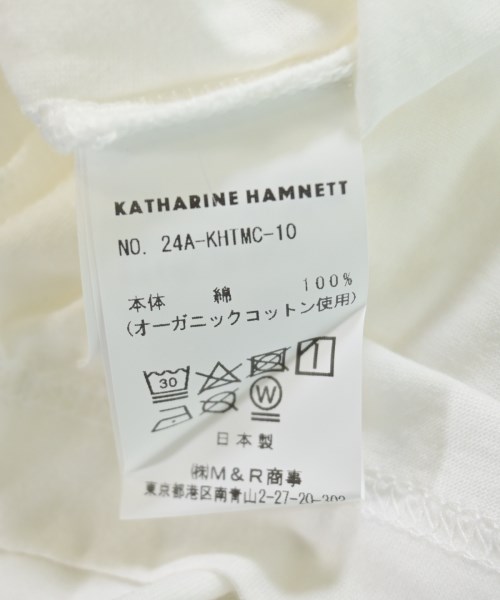 KATHARINE HAMNETT
NO. 24A-KHTMC-10
本体 綿 100%
(オーガニックコットン使用)
30
W
日本製
㈱M&R商事
東京都港区南青山2-27-20-302